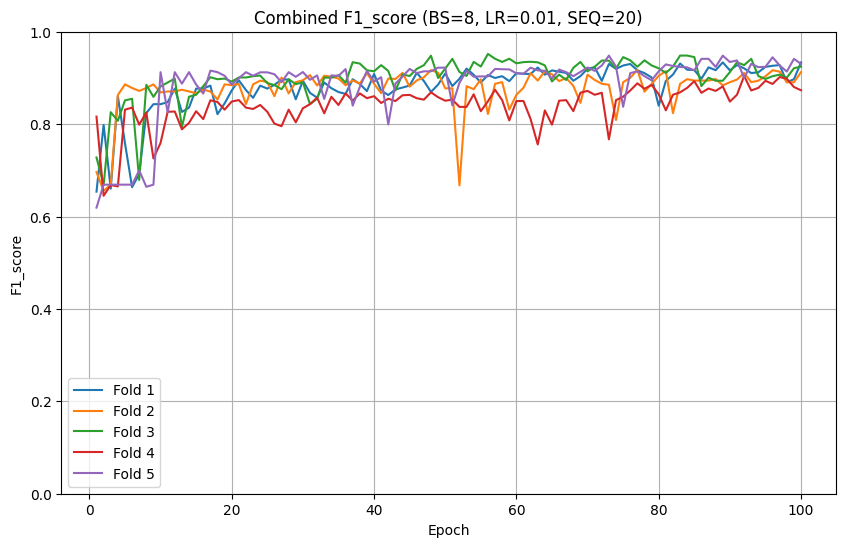 Combined F1_score (BS=8, LR=0.01, SEQ=20)
1.0
0.8
0.6
0.4
0.2
0.0
F1_score
Fold 1
Fold 2
Fold 3
Fold 4
Fold 5
0
20
40
60
80
100
Epoch